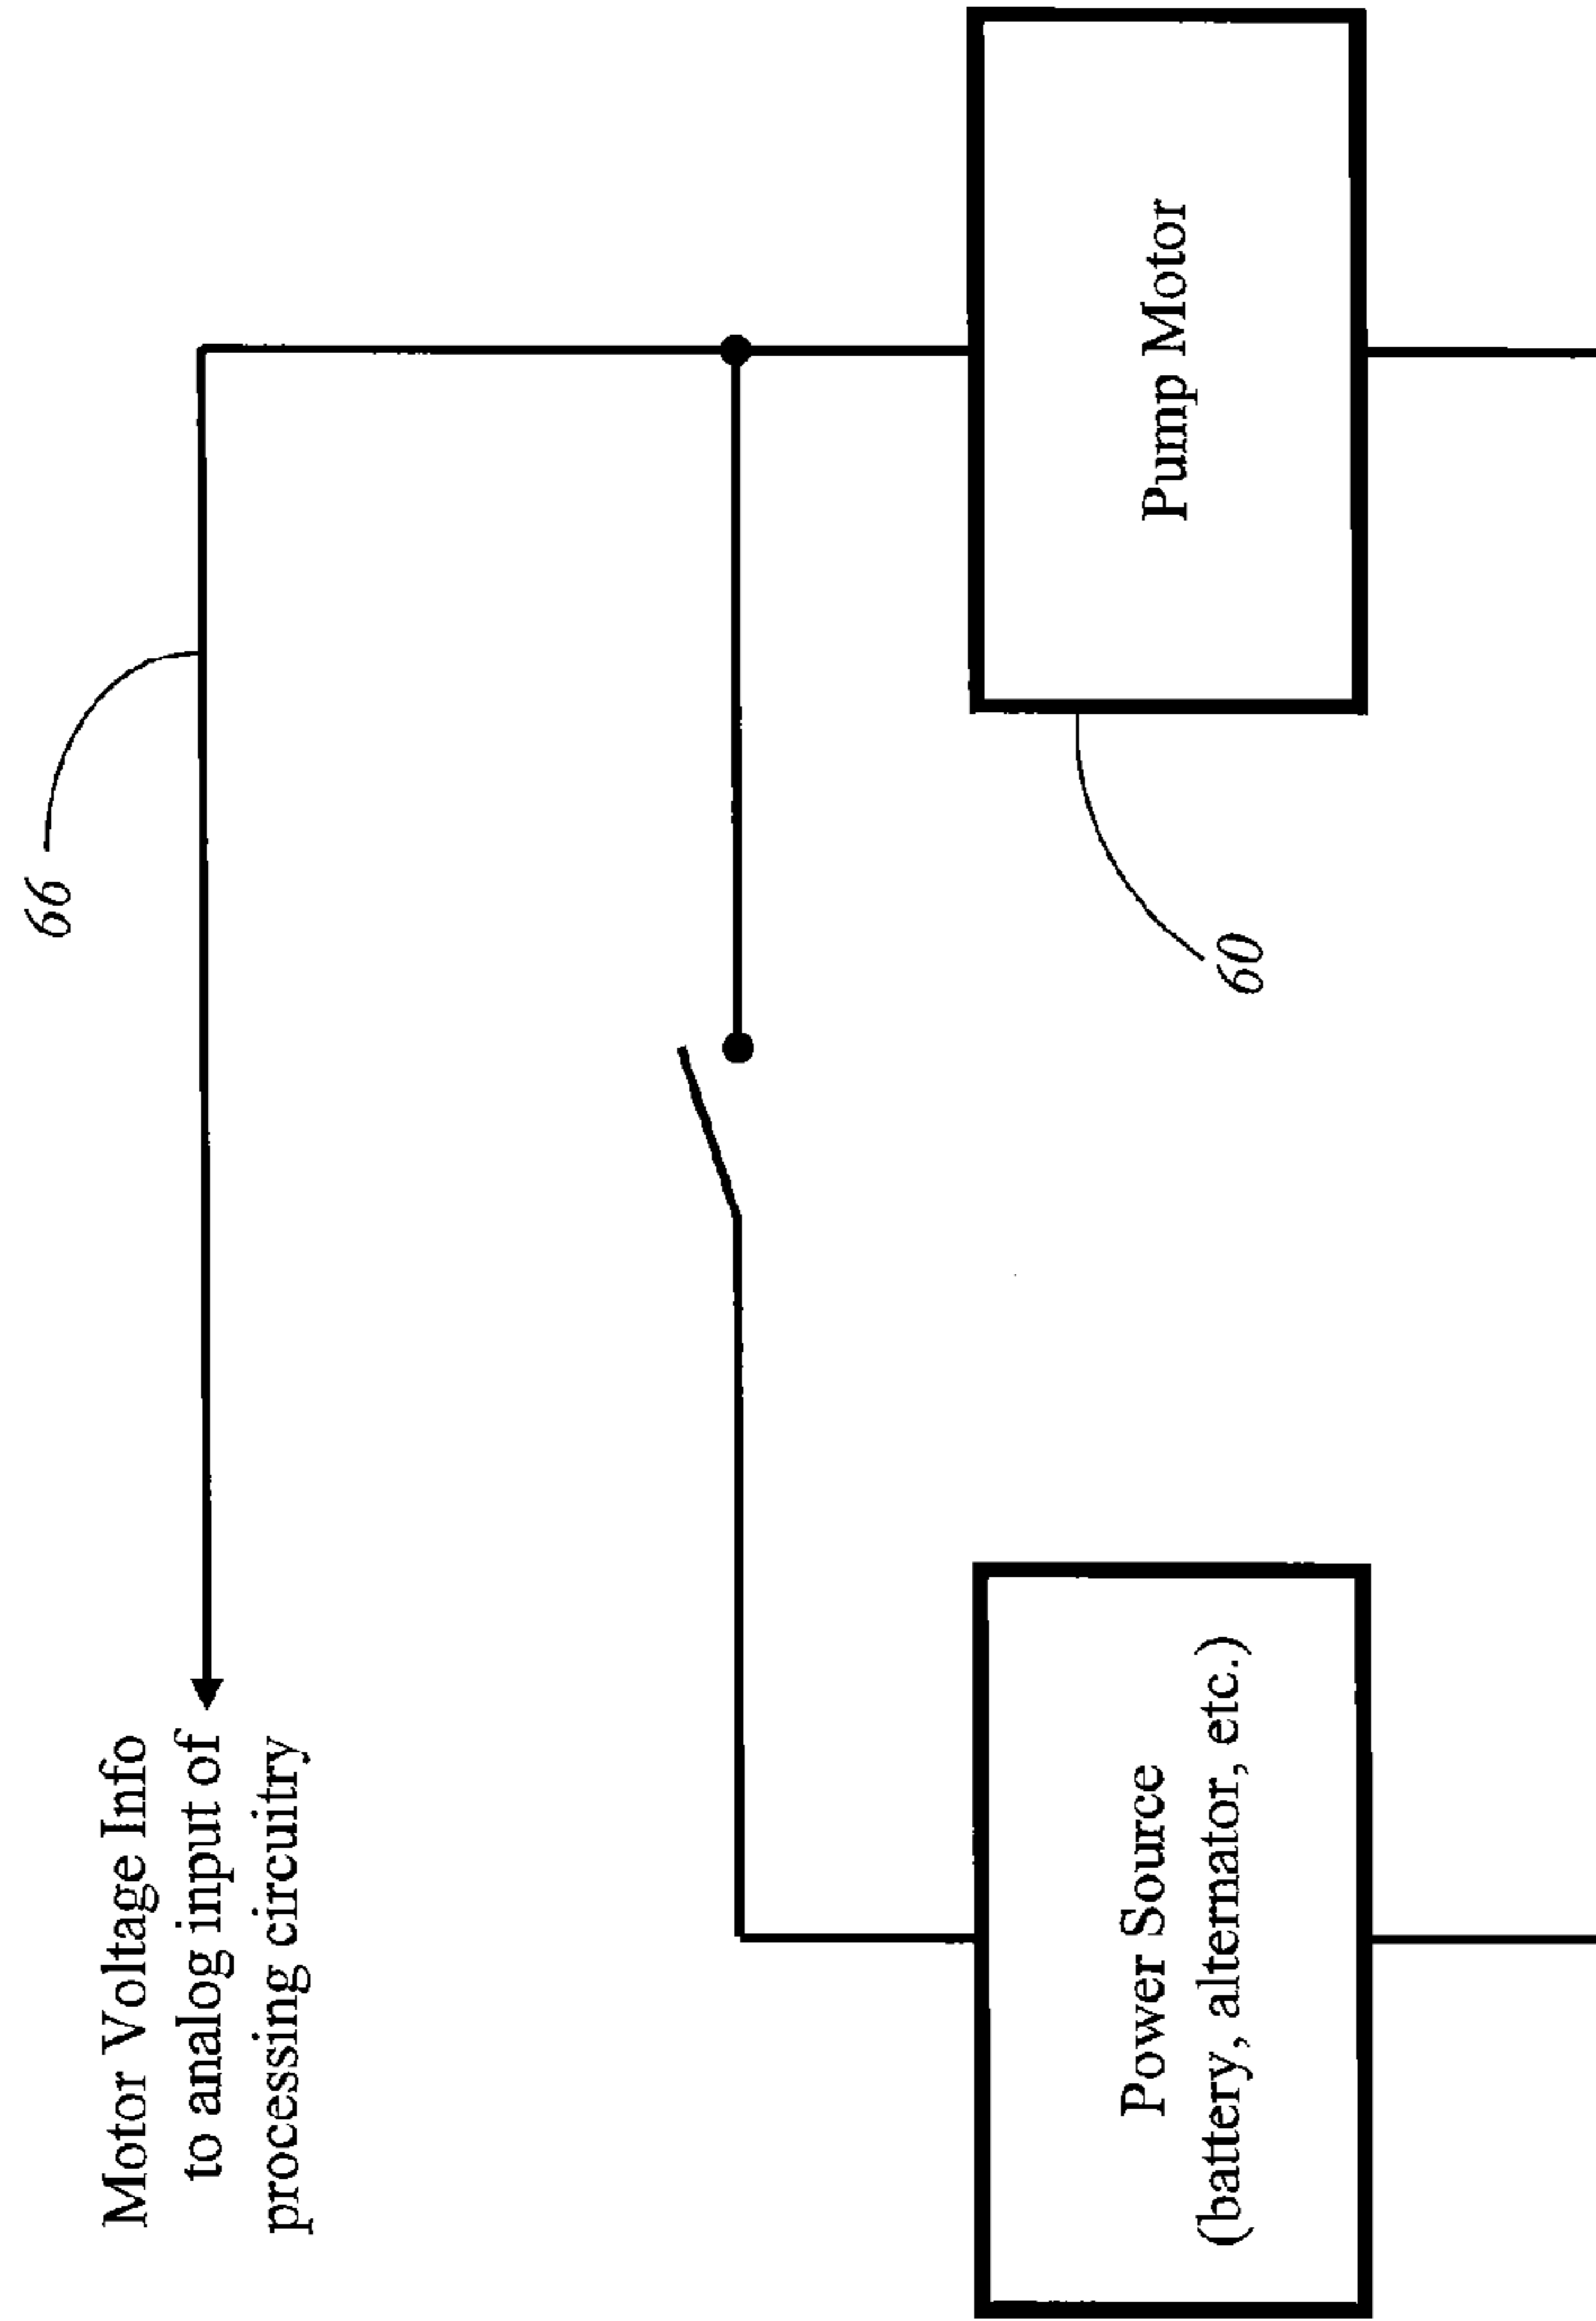 Motor Voltage Info
to analog input of
processing circuitry
66
Power Source
(battery, alternator, etc.)
60
Pump Motor